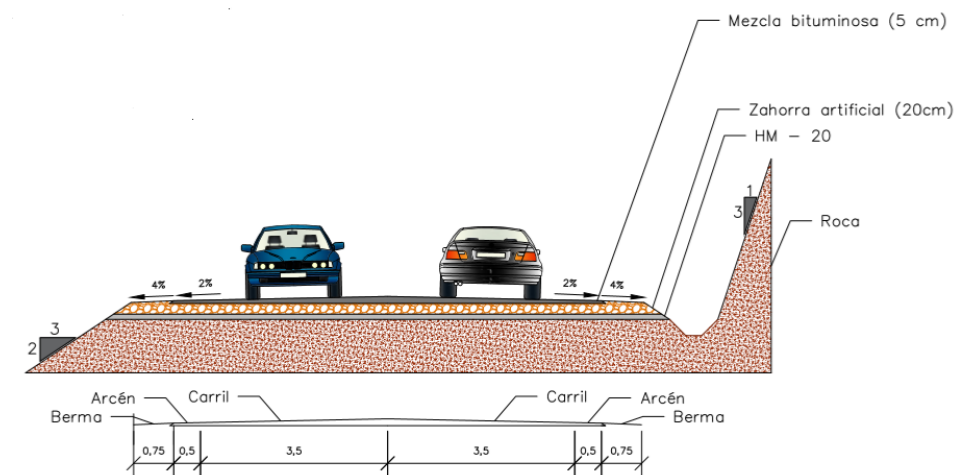 Mezcla bituminosa (5 cm)
Zahorra artificial (20cm)
HM - 20
1
3
Roca
4%
2%
2%
4%
3
2
Arcén
Carril
Carril
Arcén
Berma
Berma
0,75
0,5
3,5
3,5
0,5
0,75